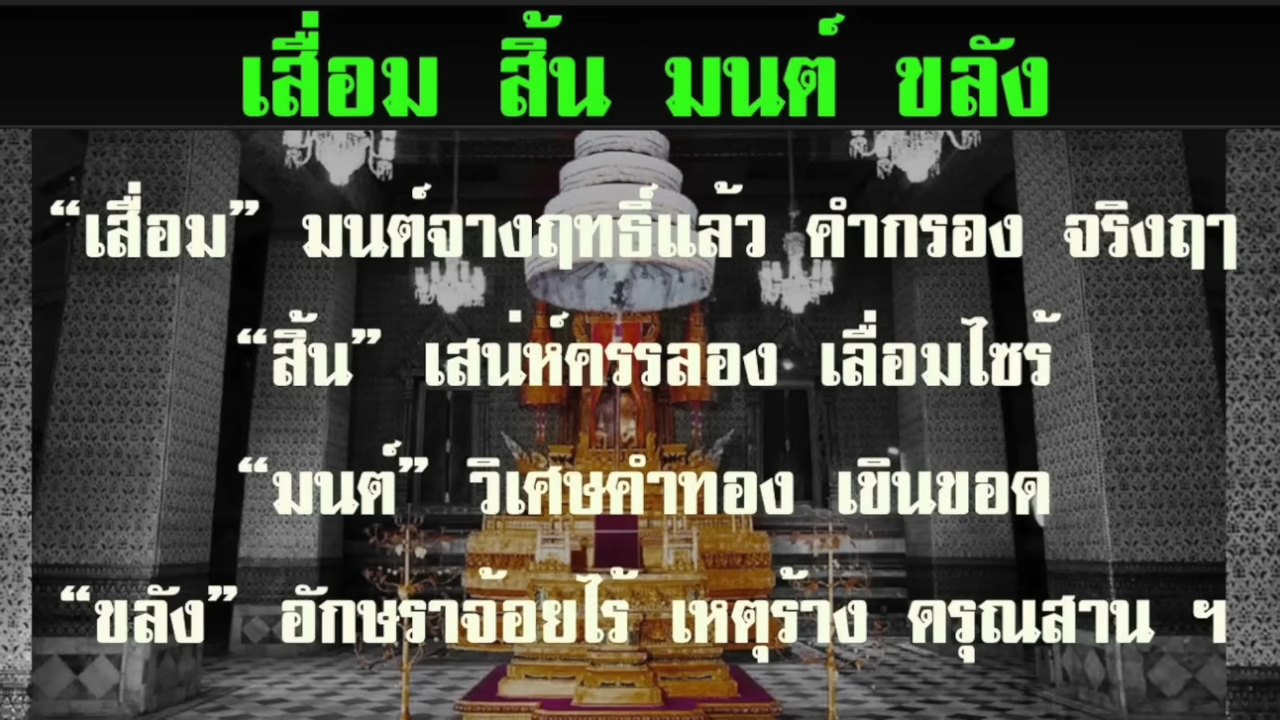 เสื่อม สิ้น มนต์ ขลัง
“เสื่อม” มนต์จางฤทธิ์แล้ว คำกรอง จริงฤๅ
“สิ้น” เสน่ห์ครรลอง เลื่อมไซร้
“มนต์” วิเศษคำทอง เขินขอด
“ขลัง” อักษราจ้อยไร้ เหตุร้าง ดรุณสาน ฯ